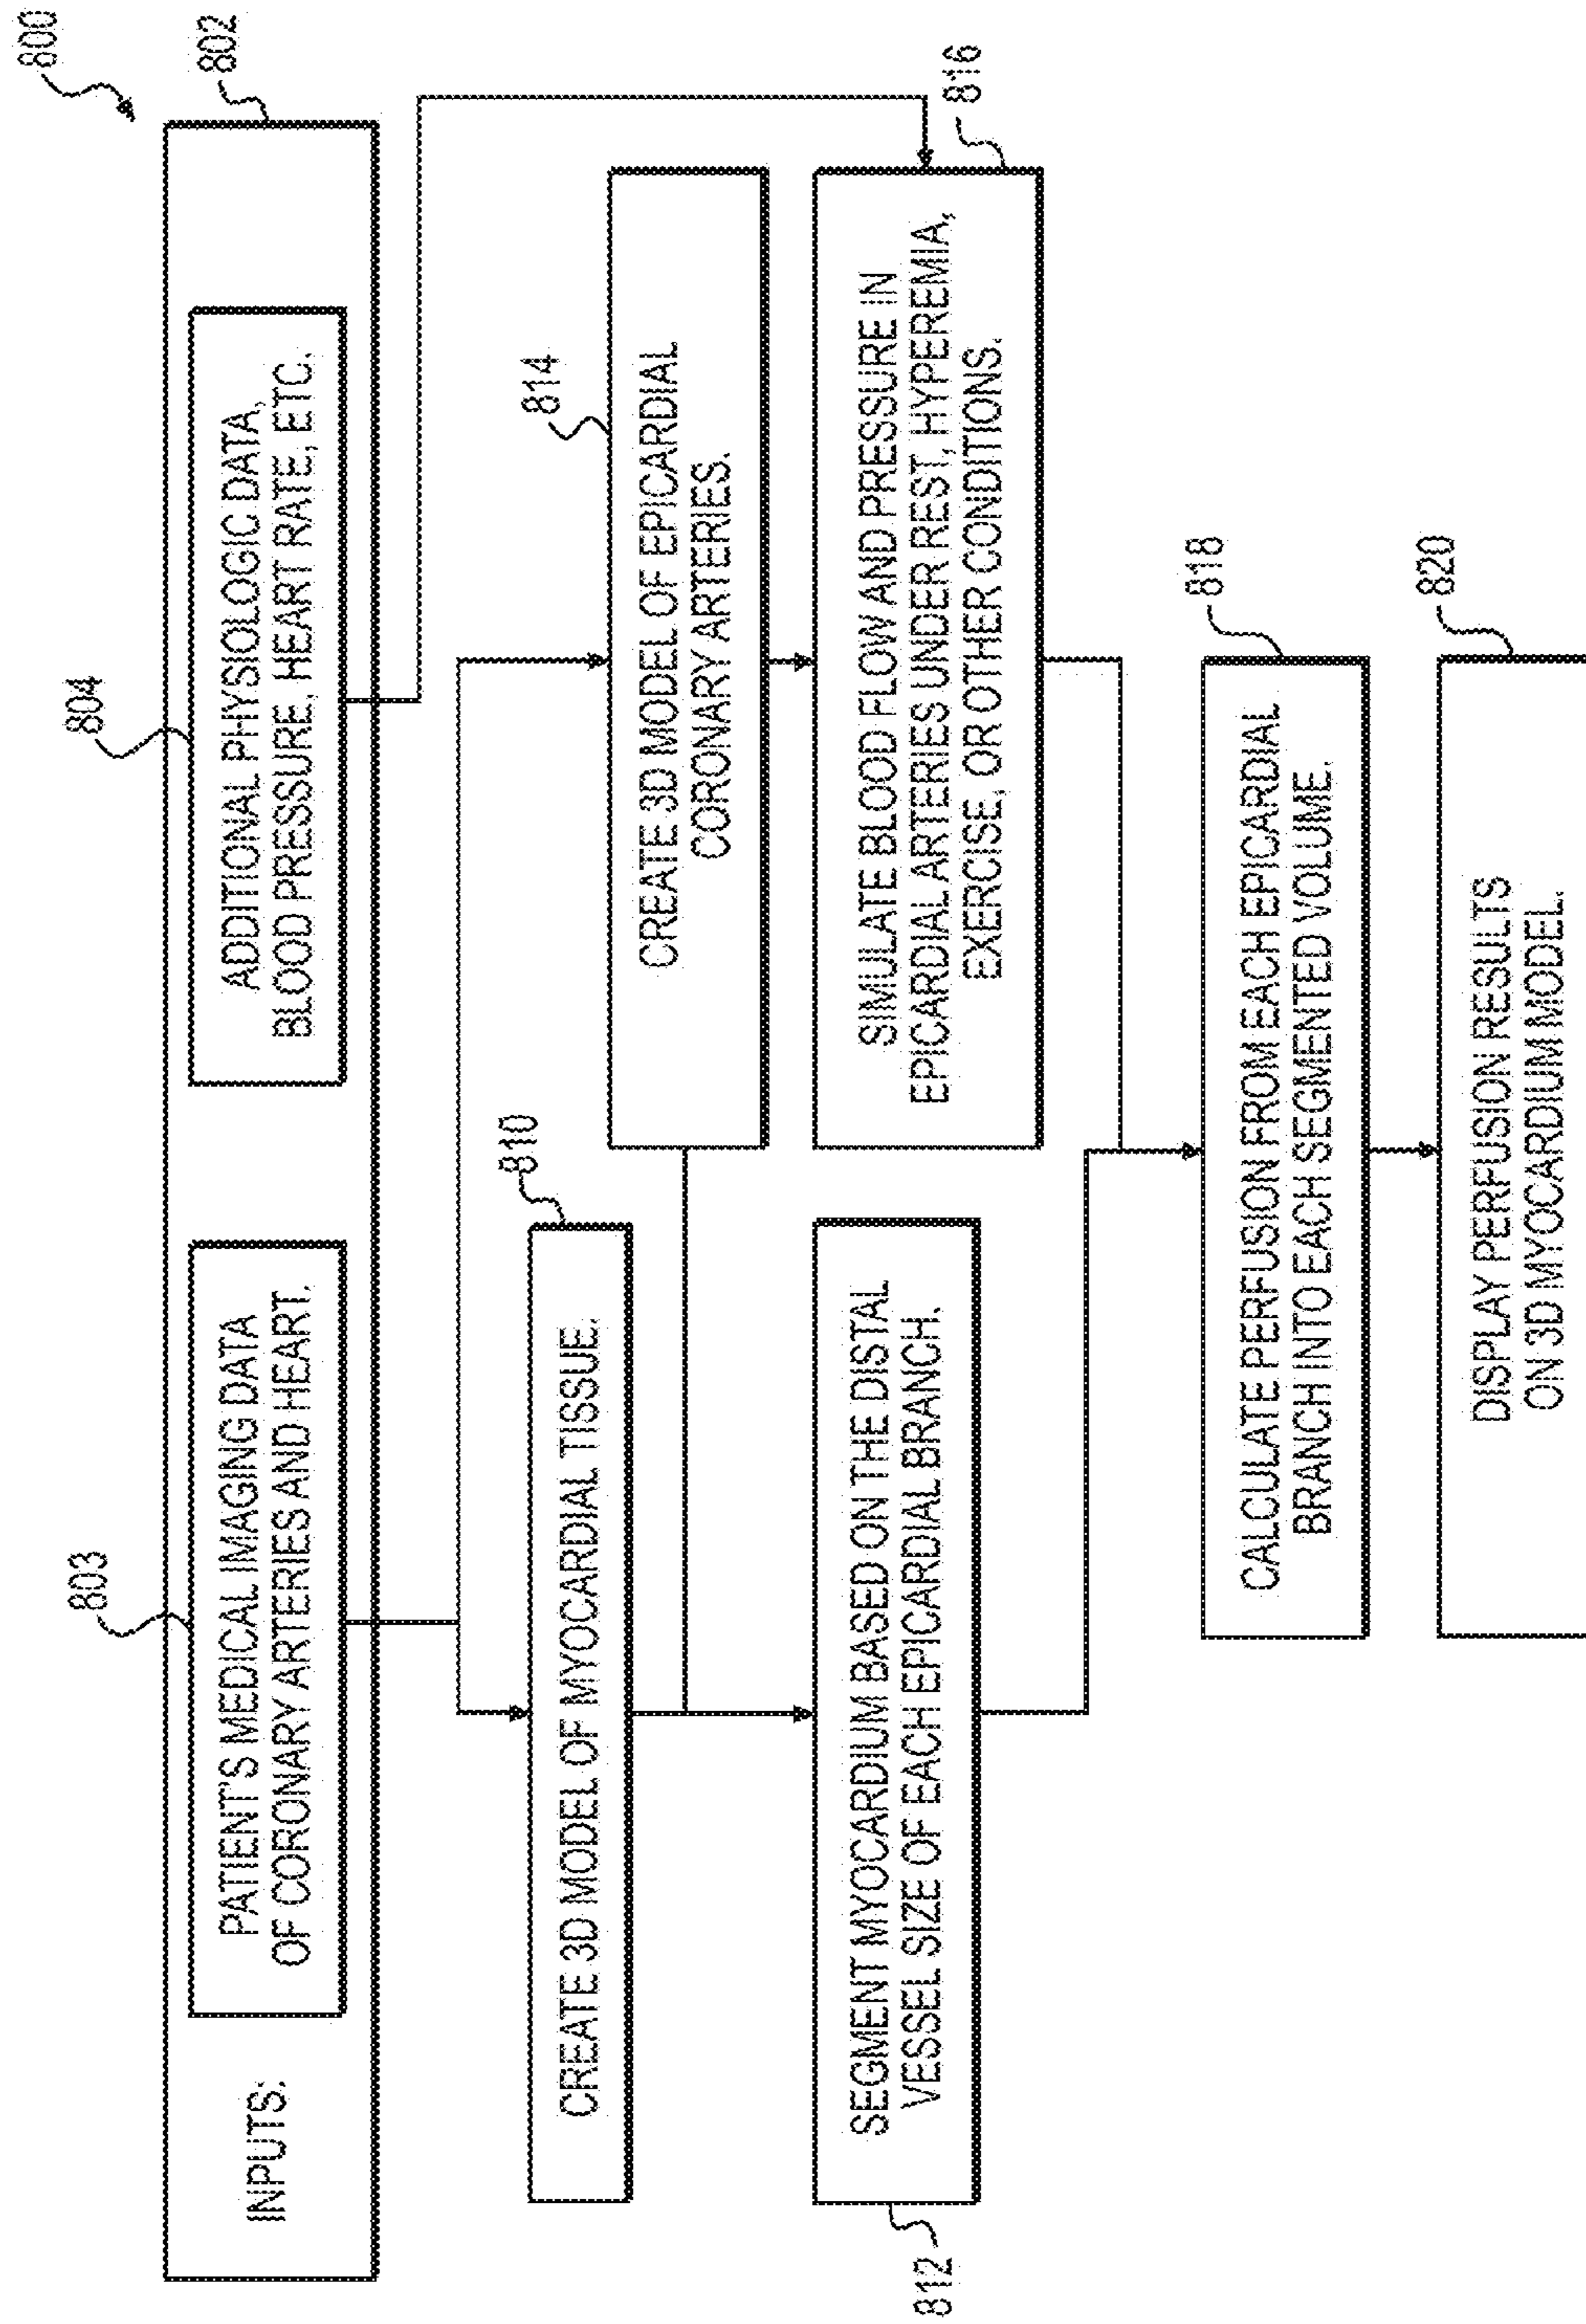 800
802
INPUTS:
803
PATIENT'S MEDICAL IMAGING DATA
OF CORONARY ARTERIES AND HEART.
804
ADDITIONAL PHYSIOLOGIC DATA,
BLOOD PRESSURE, HEART RATE, ETC.
810
CREATE 3D MODEL OF MYOCARDIAL TISSUE.
814
CREATE 3D MODEL OF EPICARDIAL
CORONARY ARTERIES.
812
SEGMENT MYOCARDIUM BASED ON THE DISTAL
VESSEL SIZE OF EACH EPICARDIAL BRANCH.
816
SIMULATE BLOOD FLOW AND PRESSURE IN
EPICARDIAL ARTERIES UNDER REST, HYPEREMIA,
EXERCISE, OR OTHER CONDITIONS.
818
CALCULATE PERFUSION FROM EACH EPICARDIAL
BRANCH INTO EACH SEGMENTED VOLUME.
820
DISPLAY PERFUSION RESULTS
ON 3D MYOCARDIUM MODEL.